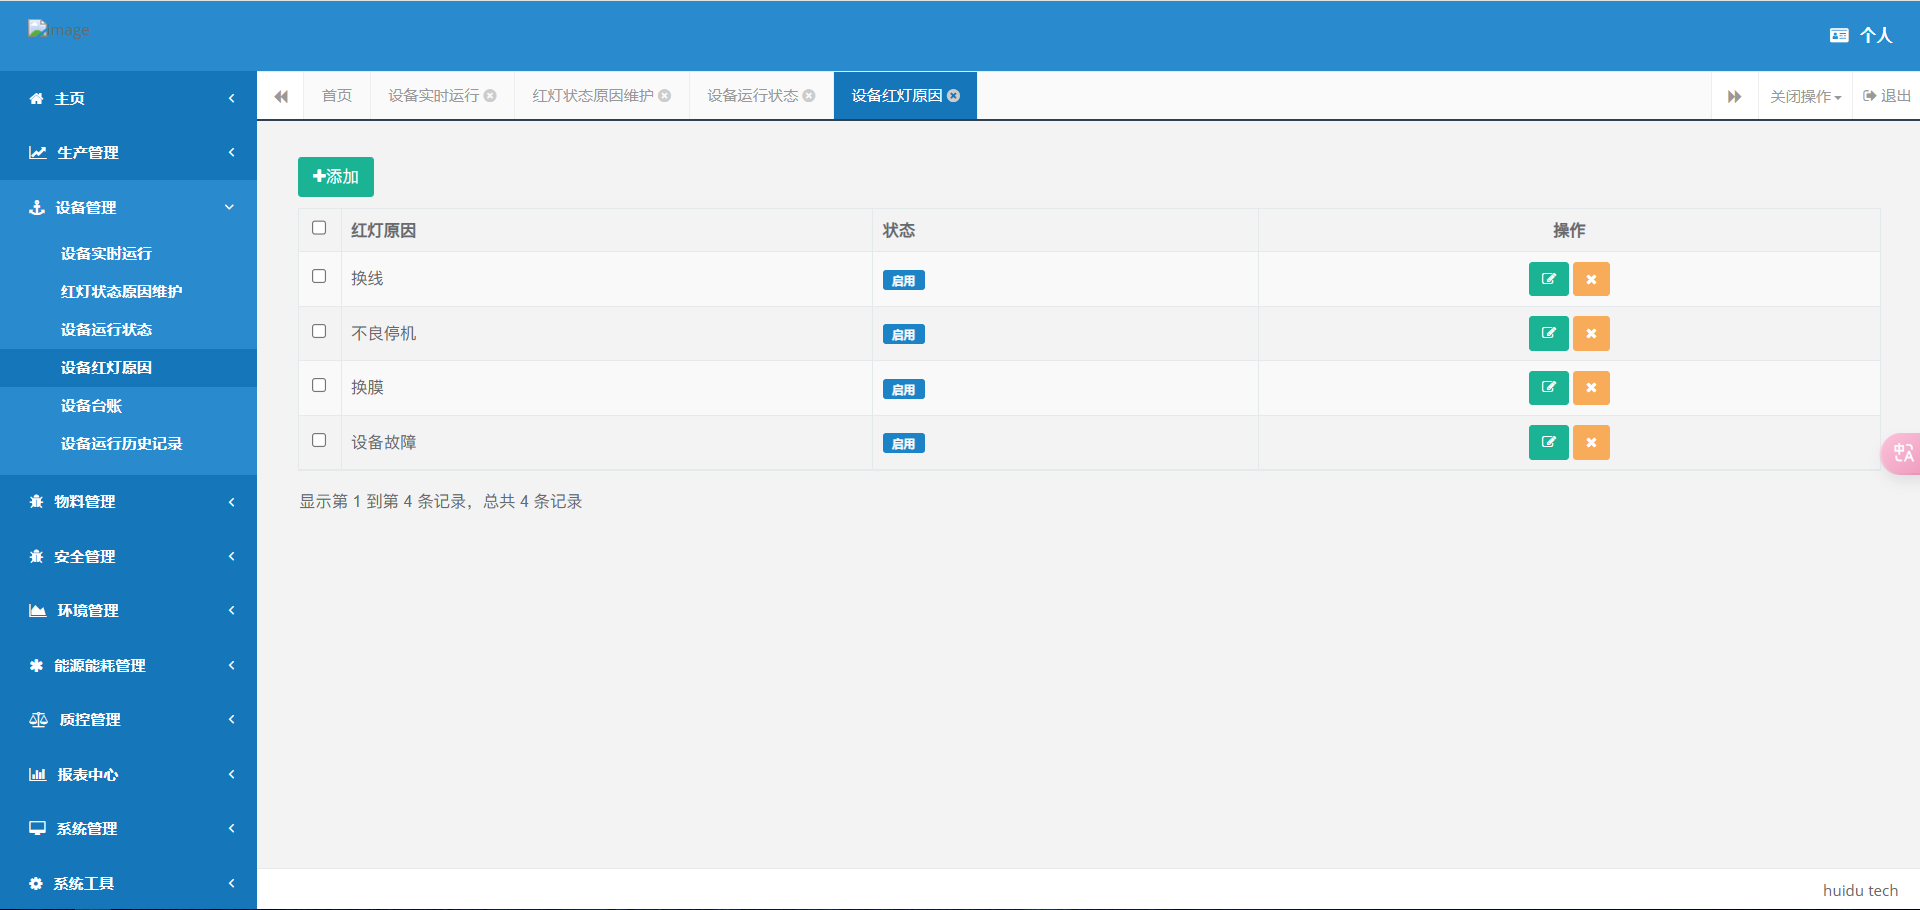 Image
个人
主页
首页
设备实时运行
红灯状态原因维护
设备运行状态
设备红灯原因
关闭操作
退出
生产管理
设备管理
设备实时运行
红灯状态原因维护
设备运行状态
设备红灯原因
设备台账
设备运行历史记录
物料管理
安全管理
环境管理
能源能耗管理
质控管理
报表中心
系统管理
系统工具
添加
红灯原因 状态 操作
换线 启用
不良停机 启用
换膜 启用
设备故障 启用
显示第 1 到第 4 条记录，总共 4 条记录
中A
huidu tech